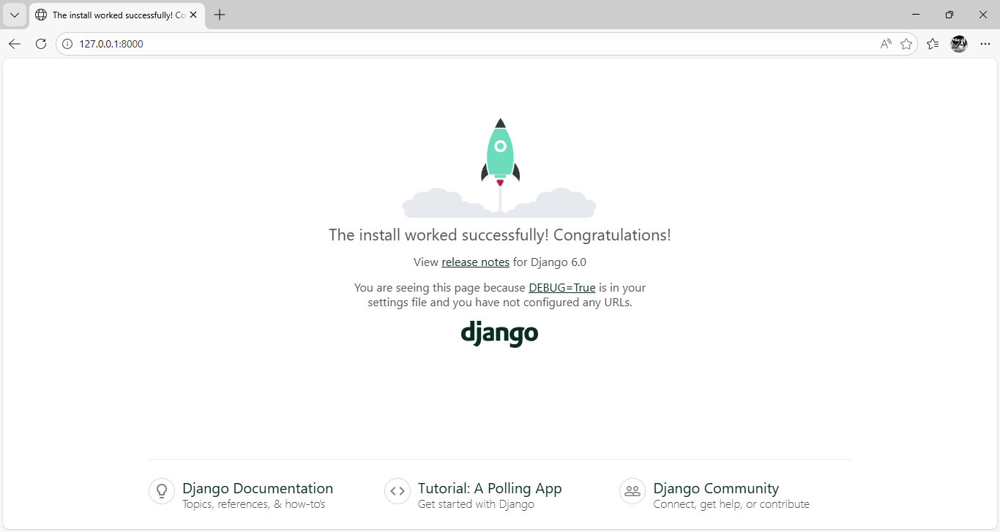 The install worked successfully! Co
127.0.0.1:8000
The install worked successfully! Congratulations!
View release notes for Django 6.0
You are seeing this page because DEBUG=True is in your
settings file and you have not configured any URLs.
django
Django Documentation
Topics, references, & how-to's
Tutorial: A Polling App
Get started with Django
Django Community
Connect, get help, or contribute